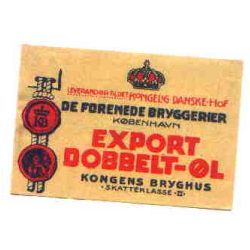 LEVERANDØR TIL DET KONGELIG DANSKE HOF
DE FORENEDE BRYGGERIER
KØBENHAVN
EXPORT
DOBBELT-ØL
KONGENS BRYGHUS
• SKATTEKLASSE • II •